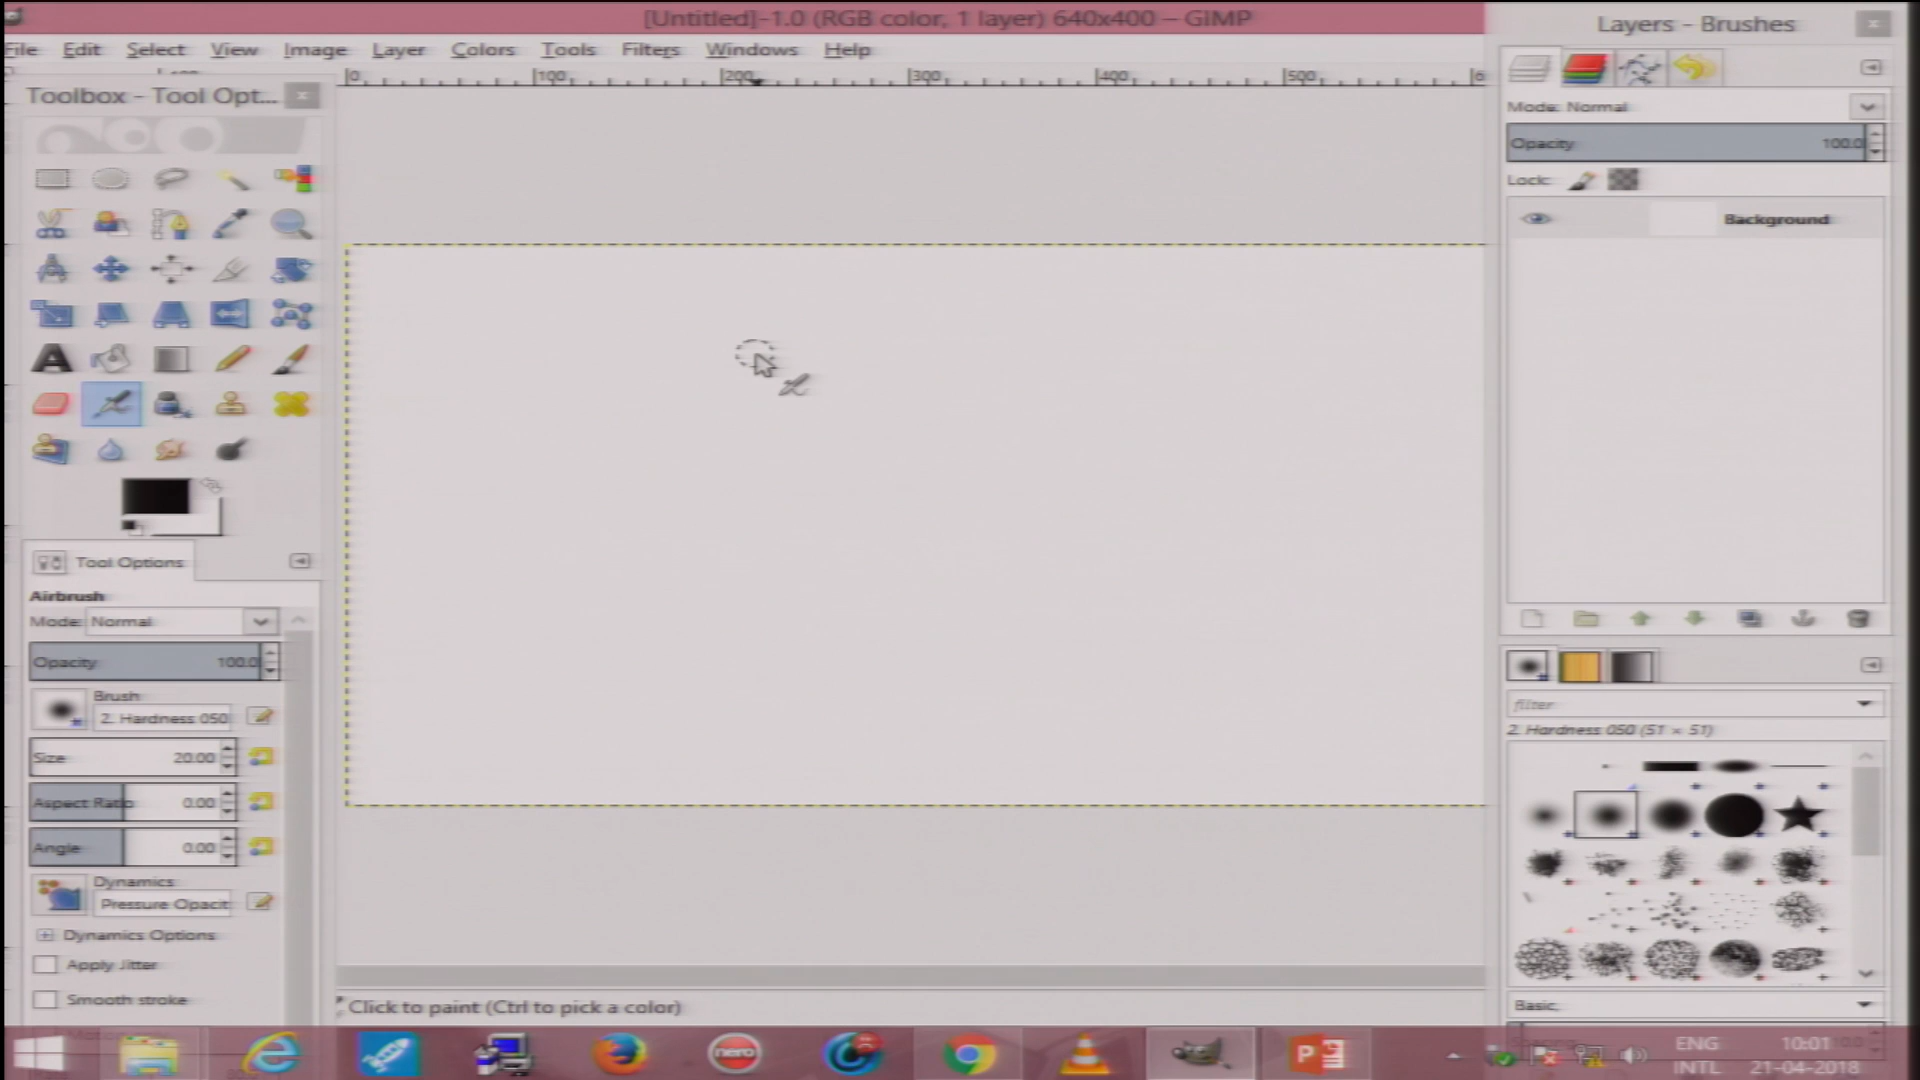 [Untitled]-1.0 (RGB color, 1 layer) 640x400 – GIMP
File Edit Select View Image Layer Colors Tools Filters Windows Help
0 100 200 300 400 500
Toolbox - Tool Opt...
Tool Options
Airbrush
Mode: Normal
Opacity 100.0
Brush
2. Hardness 050
Size 20.00
Aspect Ratio 0.00
Angle 0.00
Dynamics
Pressure Opacit
Dynamics Options
Apply Jitter
Smooth stroke
Click to paint (Ctrl to pick a color)
Layers - Brushes
Mode: Normal
Opacity 100.0
Lock:
Background
filter
2. Hardness 050 (51 × 51)
Basic,
nero
ENG
INTL
10:01
21-04-2018